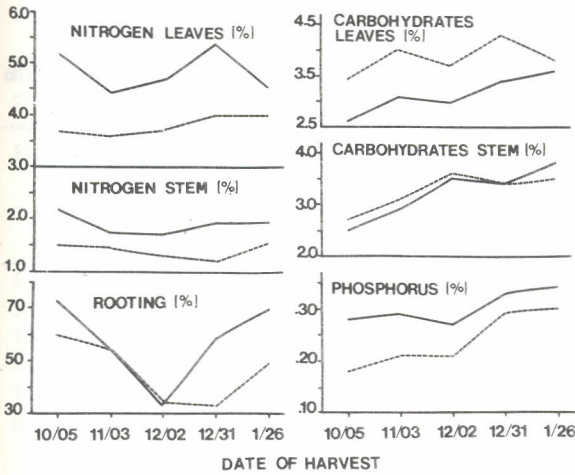 NITROGEN LEAVES (%)
6.0
5.0
4.0
3.0
NITROGEN STEM (%)
2.0
1.0
ROOTING (%)
70
50
30
10/05 11/03 12/02 12/31 1/26
CARBOHYDRATES
LEAVES (%)
4.5
3.5
2.5
CARBOHYDRATES STEM (%)
4.0
3.0
2.0
PHOSPHORUS (%)
.30
.20
.10
10/05 11/03 12/02 12/31 1/26
DATE OF HARVEST